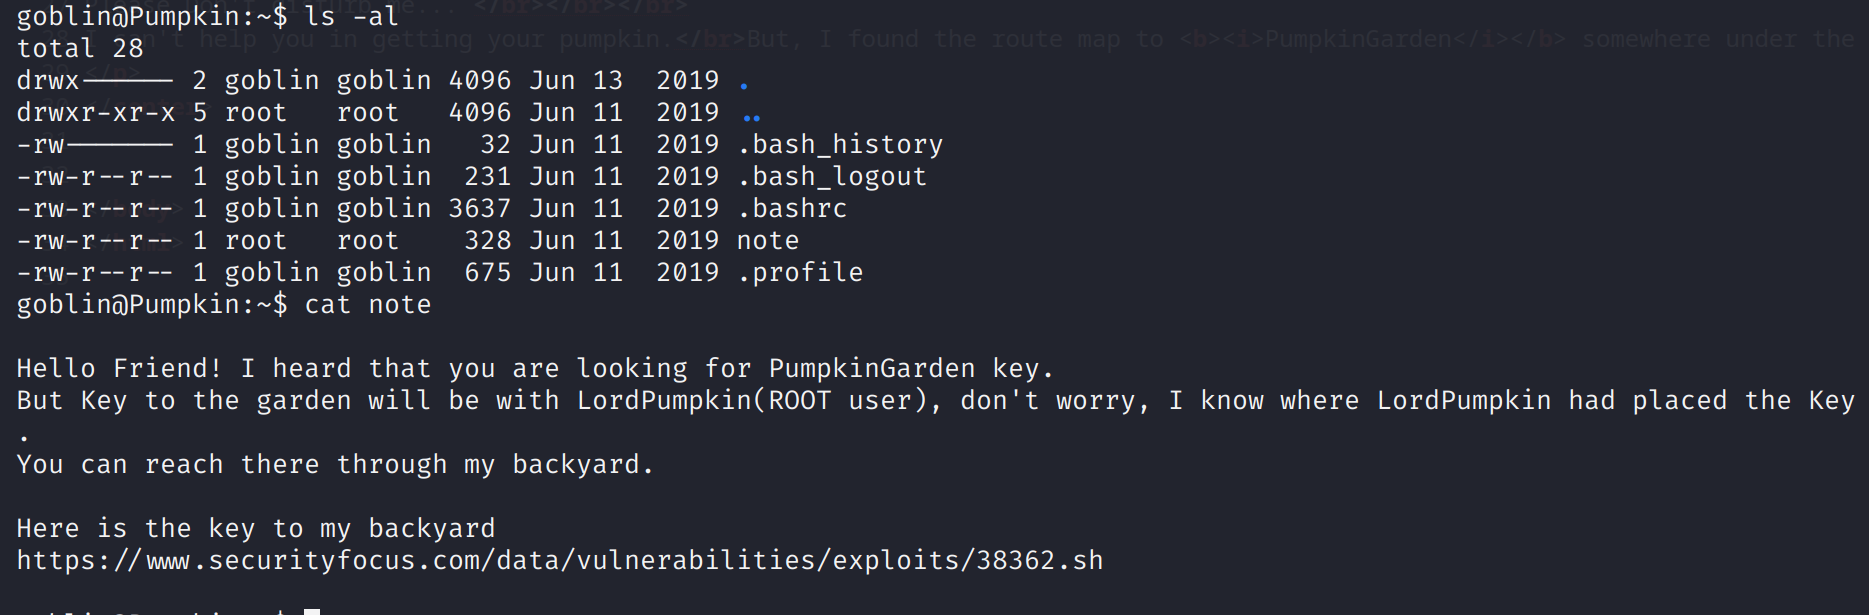 goblin@Pumpkin:~$ ls -al
total 28
drwx------ 2 goblin goblin 4096 Jun 13  2019 .
drwxr-xr-x 5 root   root   4096 Jun 11  2019 ..
-rw------- 1 goblin goblin   32 Jun 11  2019 .bash_history
-rw-r--r-- 1 goblin goblin  231 Jun 11  2019 .bash_logout
-rw-r--r-- 1 goblin goblin 3637 Jun 11  2019 .bashrc
-rw-r--r-- 1 root   root    328 Jun 11  2019 note
-rw-r--r-- 1 goblin goblin  675 Jun 11  2019 .profile
goblin@Pumpkin:~$ cat note
Hello Friend! I heard that you are looking for PumpkinGarden key.
But Key to the garden will be with LordPumpkin(ROOT user), don't worry, I know where LordPumpkin had placed the Key
.
You can reach there through my backyard.
Here is the key to my backyard
https://www.securityfocus.com/data/vulnerabilities/exploits/38362.sh